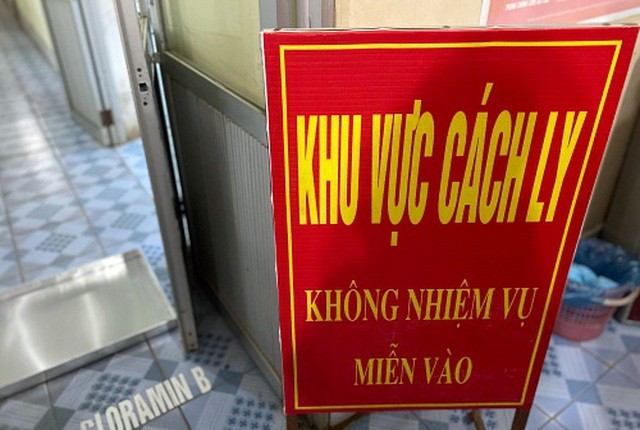 KHU VỰC CÁCH LY
KHÔNG NHIỆM VỤ
MIỄN VÀO
CLORAMIN B